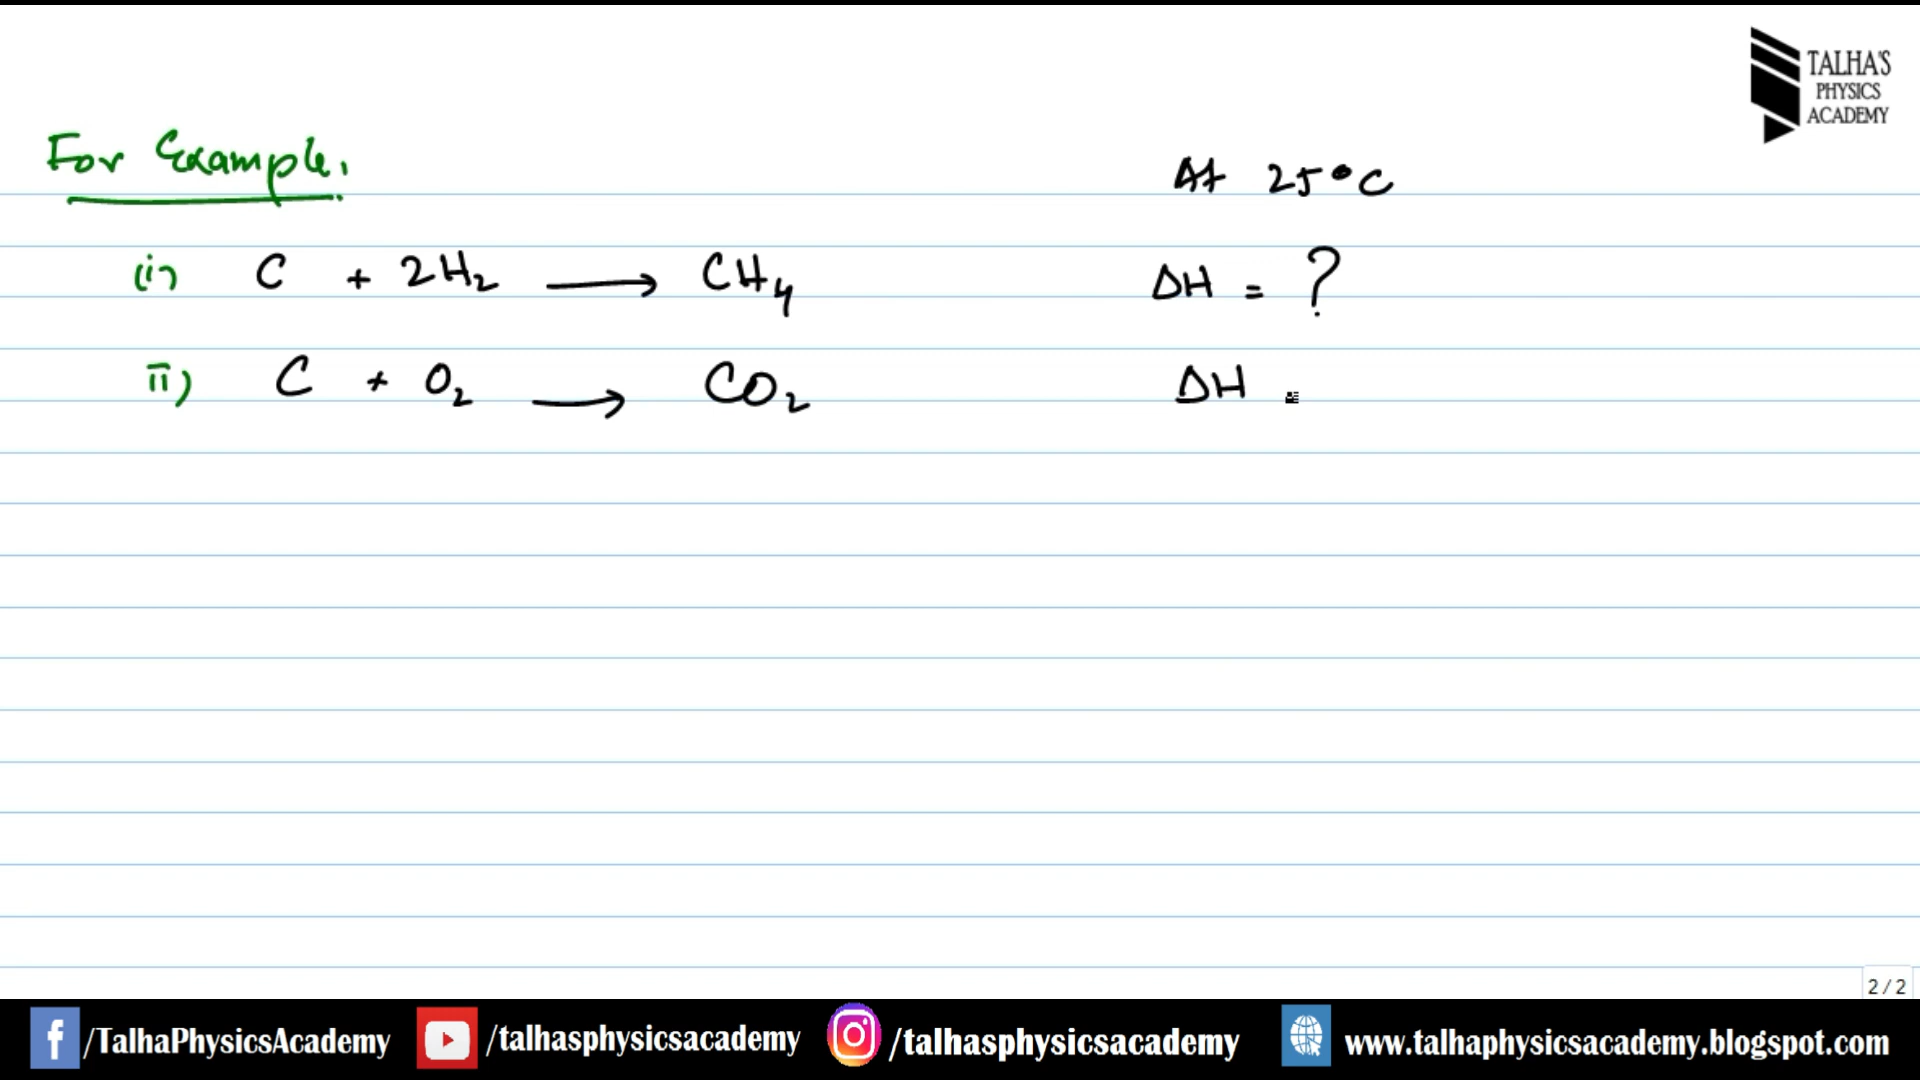 TALHA'S
PHYSICS
ACADEMY
For Example,
At 25°C
(i) C + 2H₂ ⟶ CH₄ ΔH = ?
ii) C + O₂ ⟶ CO₂ ΔH
2 / 2
/TalhaPhysicsAcademy /talhasphysicsacademy /talhasphysicsacademy www.talhaphysicsacademy.blogspot.com